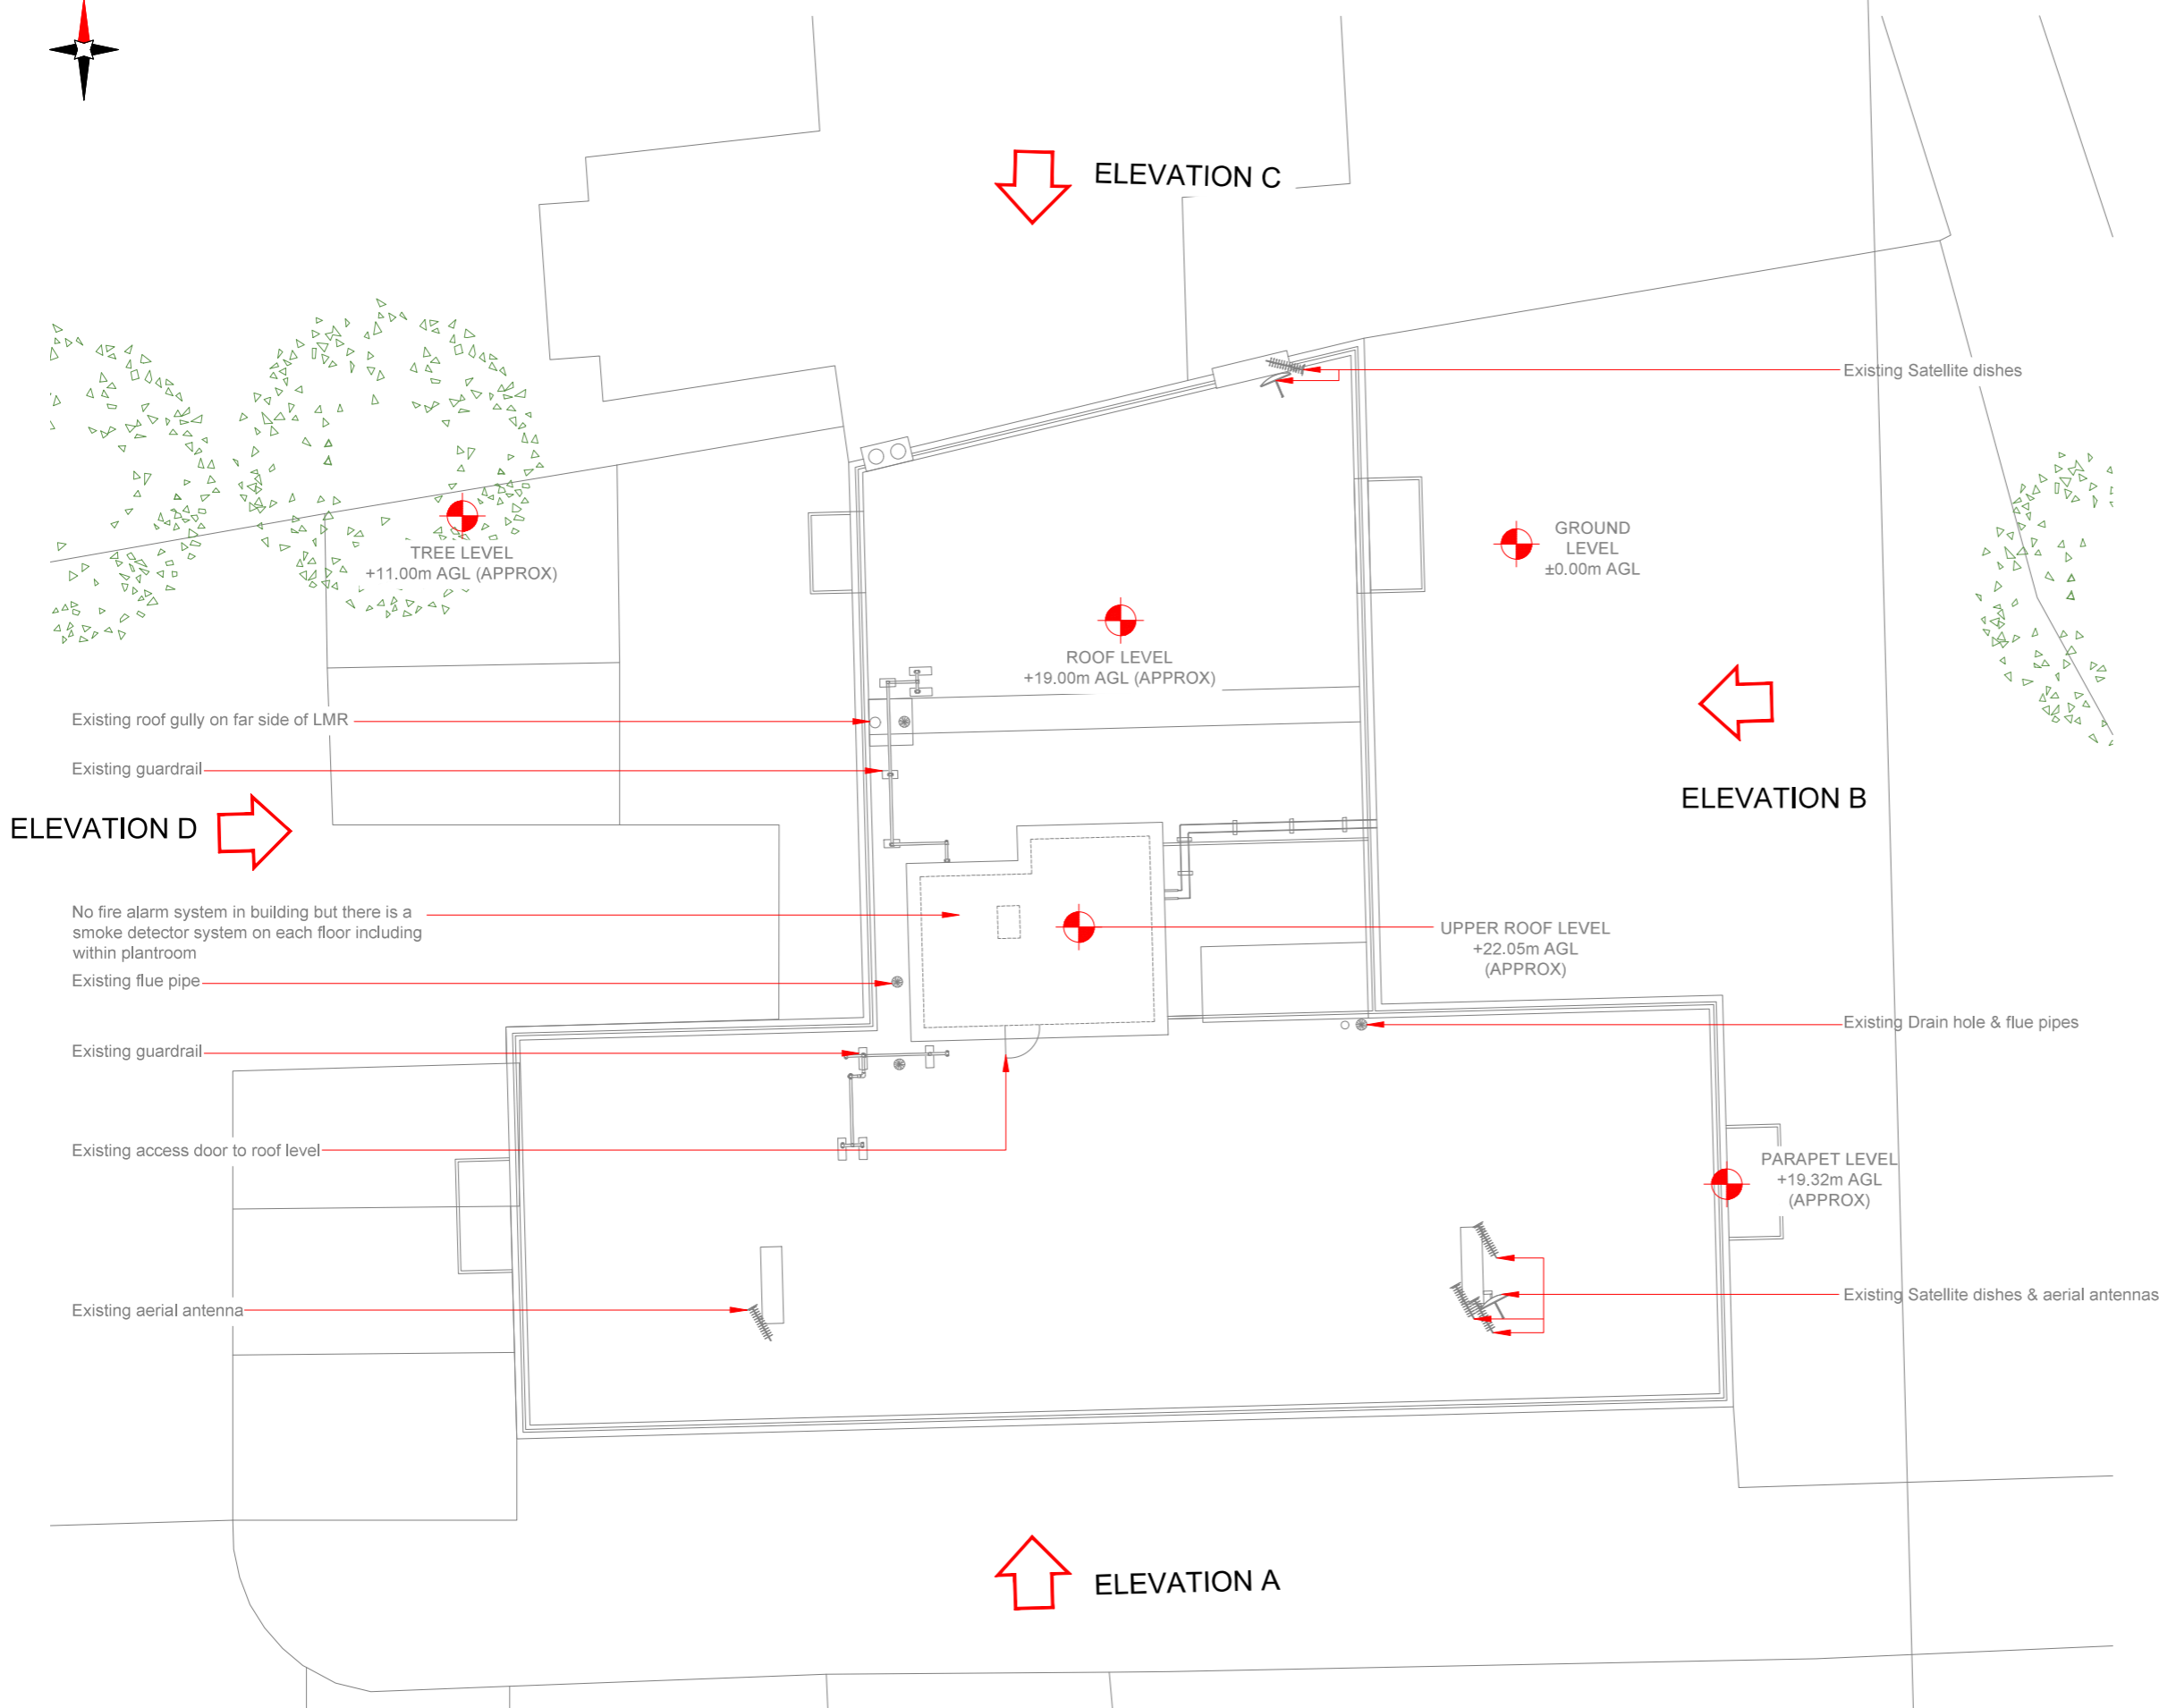 ELEVATION C
Existing Satellite dishes
GROUND
LEVEL
±0.00m AGL
TREE LEVEL
+11.00m AGL (APPROX)
ROOF LEVEL
+19.00m AGL (APPROX)
Existing roof gully on far side of LMR
Existing guardrail
ELEVATION B
ELEVATION D
No fire alarm system in building but there is a
smoke detector system on each floor including
within plantroom
UPPER ROOF LEVEL
+22.05m AGL
(APPROX)
Existing flue pipe
Existing Drain hole & flue pipes
Existing guardrail
Existing access door to roof level
PARAPET LEVEL
+19.32m AGL
(APPROX)
Existing aerial antenna
Existing Satellite dishes & aerial antennas
ELEVATION A